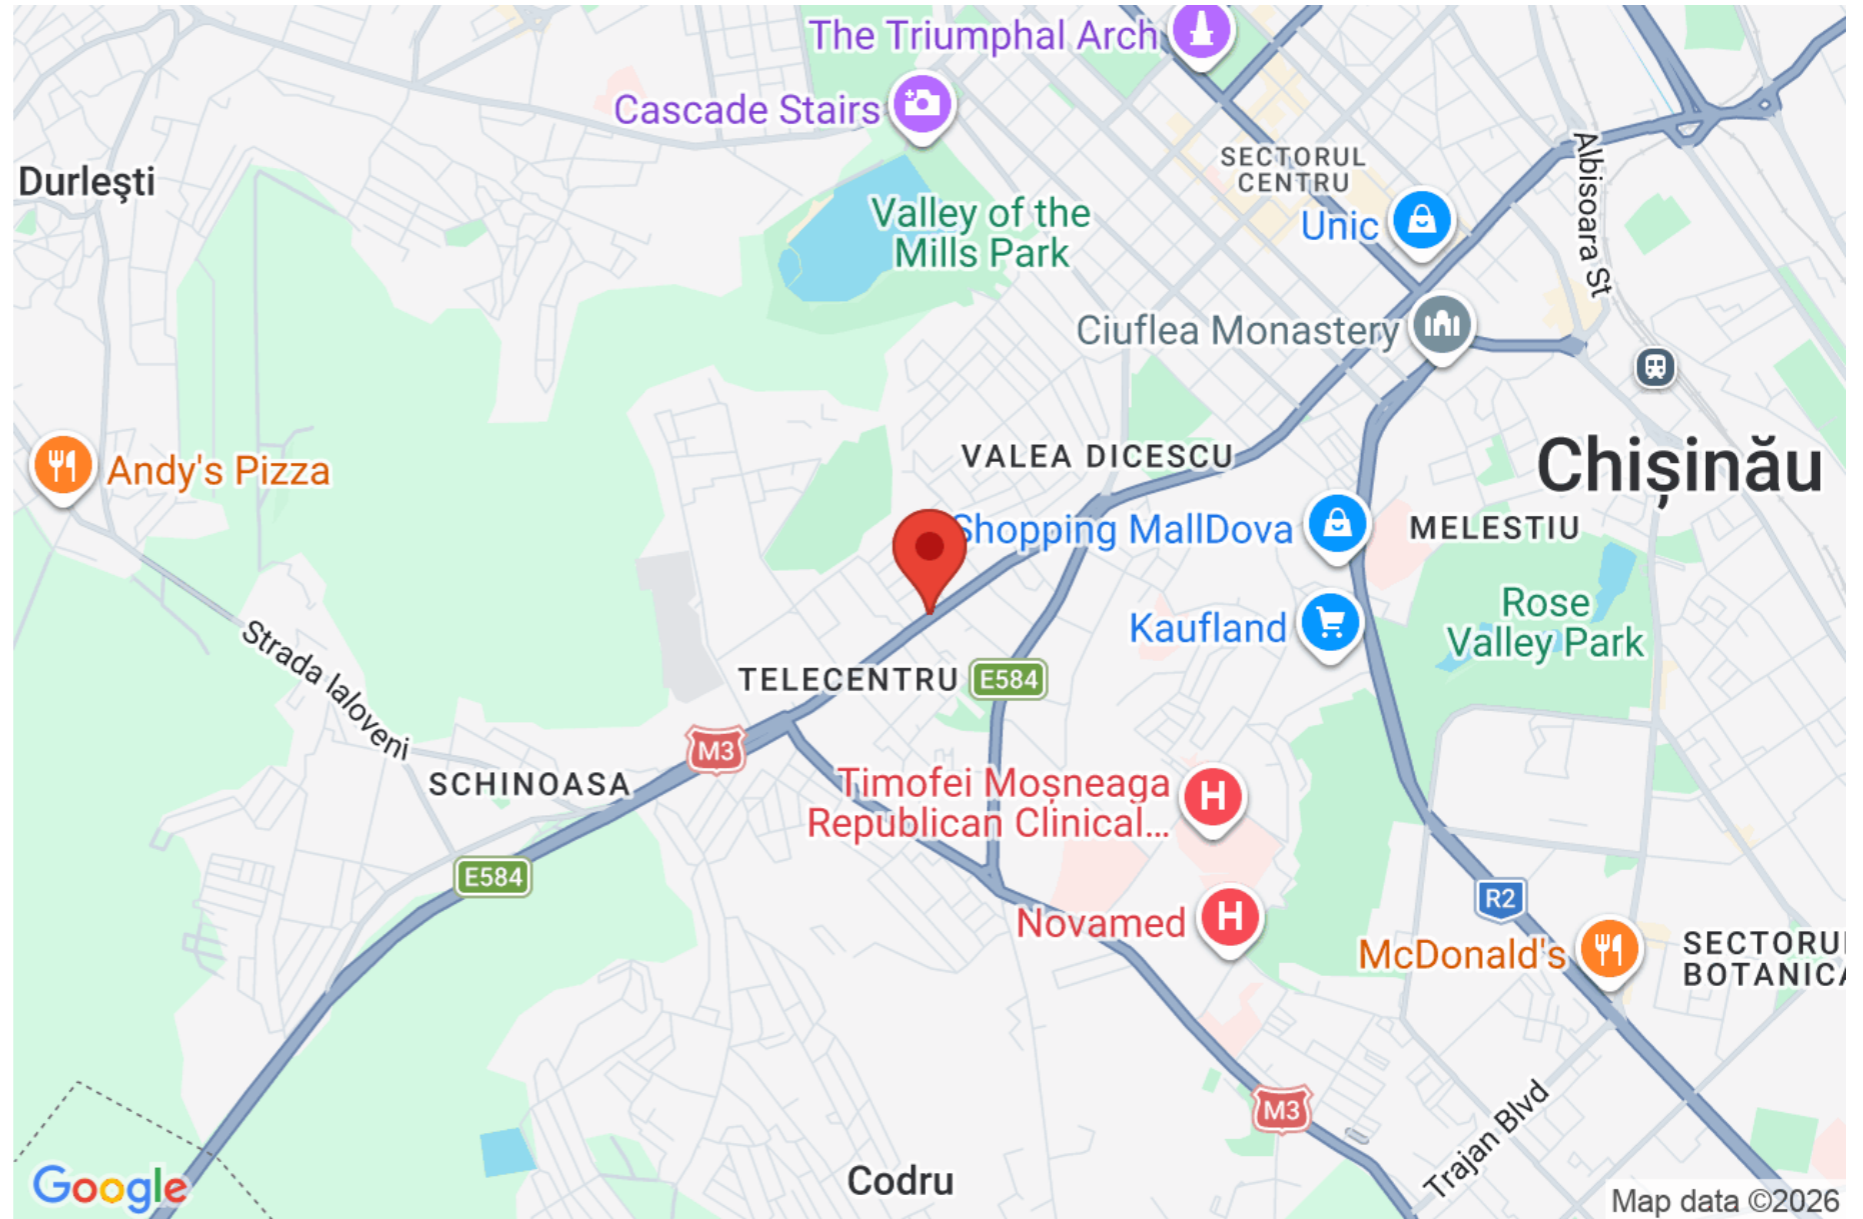 The Triumphal Arch
Cascade Stairs
SECTORUL
CENTRU
Albisoara St
Durlești
Valley of the
Mills Park
Unic
Ciuflea Monastery
Andy's Pizza
VALEA DICESCU
Chișinău
Shopping MallDova
MELESTIU
Rose
Valley Park
Kaufland
Strada Ialoveni
TELECENTRU
E584
M3
SCHINOASA
Timofei Moșneaga
Republican Clinical...
H
E584
R2
Novamed
H
McDonald's
SECTORU
BOTANICA
M3
Trajan Blvd
Codru
Google
Map data ©2026